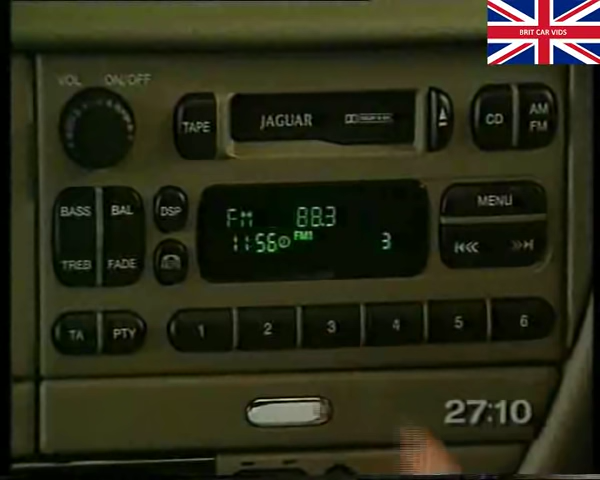 BRIT CAR VIDS
VOL ON/OFF
TAPE
JAGUAR
CD
AM
FM
BASS BAL
DSP
FM 88.3
11:56 FM1 3
MENU
TREB FADE
TA PTY
1 2 3 4 5 6
27:10